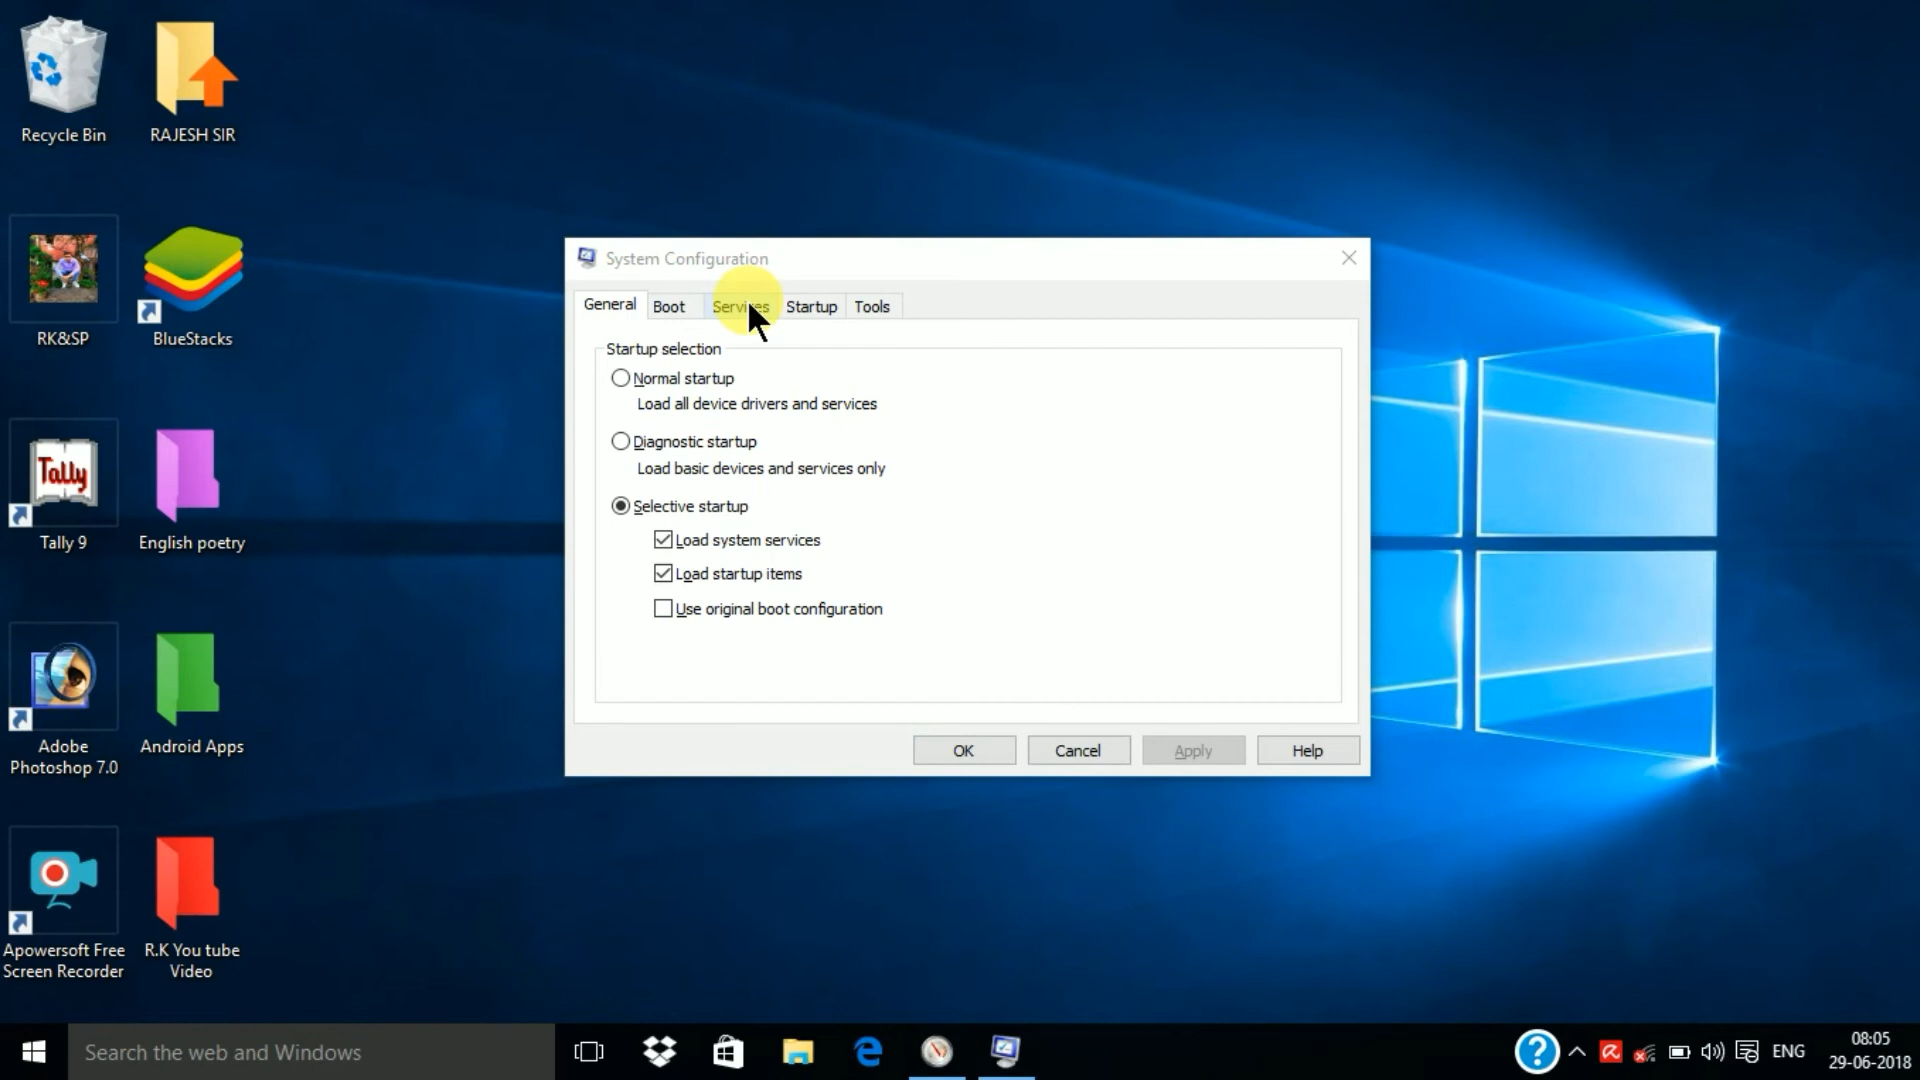 Recycle Bin
RAJESH SIR
RK&SP
BlueStacks
Tally
Tally 9
English poetry
Adobe
Photoshop 7.0
Android Apps
Apowersoft Free
Screen Recorder
R.K You tube
Video
System Configuration
General
Boot
Services
Startup
Tools
Startup selection
Normal startup
Load all device drivers and services
Diagnostic startup
Load basic devices and services only
Selective startup
Load system services
Load startup items
Use original boot configuration
OK
Cancel
Apply
Help
Search the web and Windows
ENG
08:05
29-06-2018